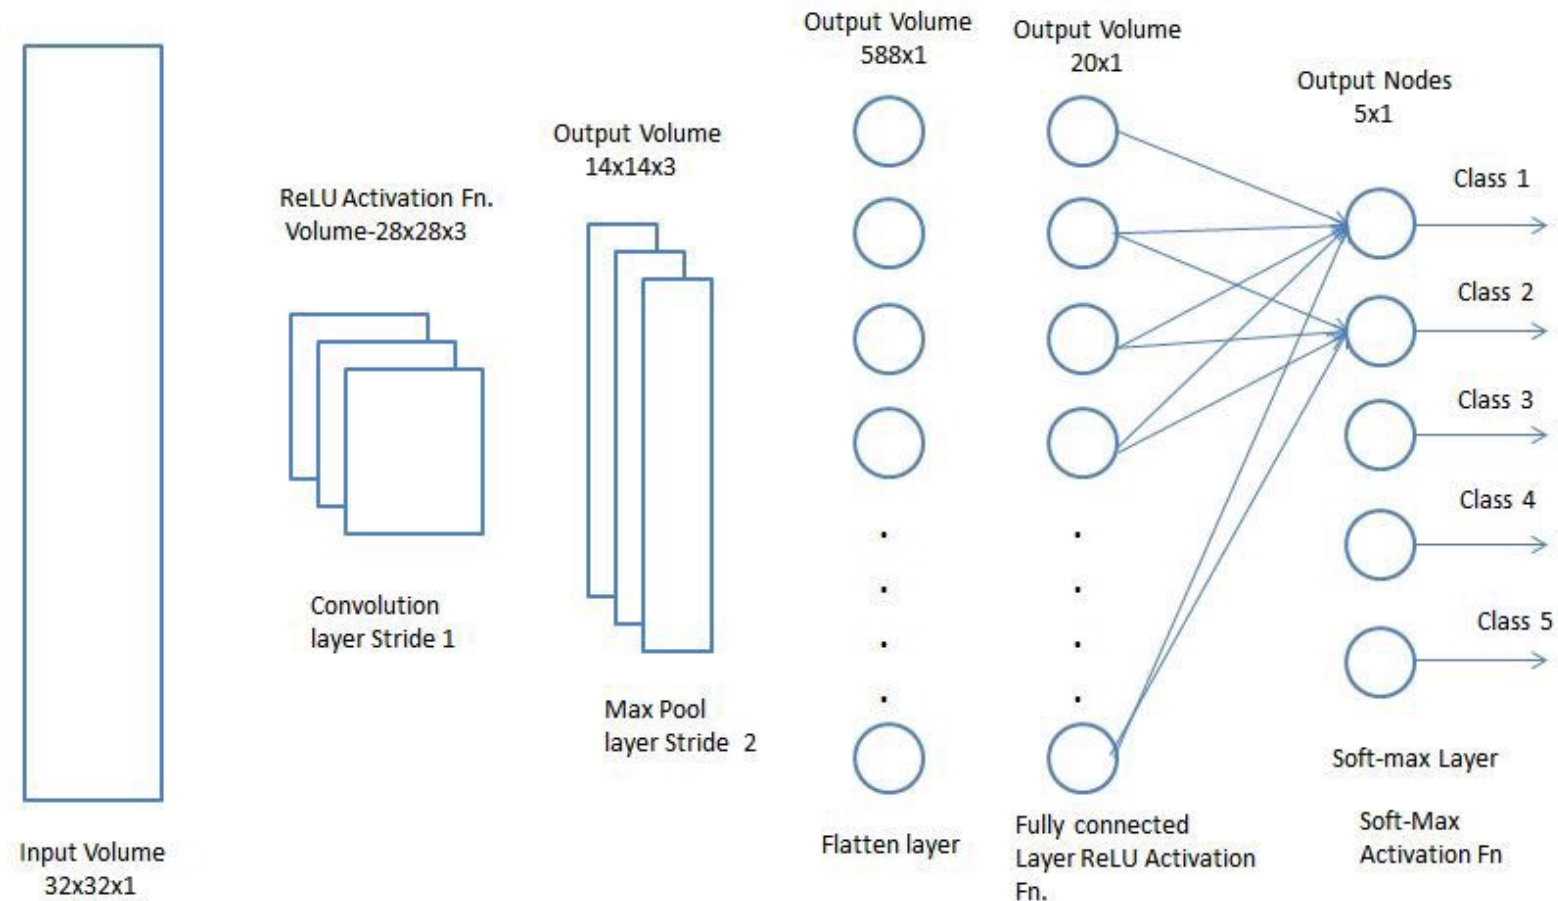 Input Volume
32x32x1
ReLU Activation Fn.
Volume-28x28x3
Convolution
layer Stride 1
Output Volume
14x14x3
Max Pool
layer Stride 2
Output Volume
588x1
Flatten layer
Output Volume
20x1
Fully connected
Layer ReLU Activation
Fn.
Output Nodes
5x1
Class 1
Class 2
Class 3
Class 4
Class 5
Soft-max Layer
Soft-Max
Activation Fn